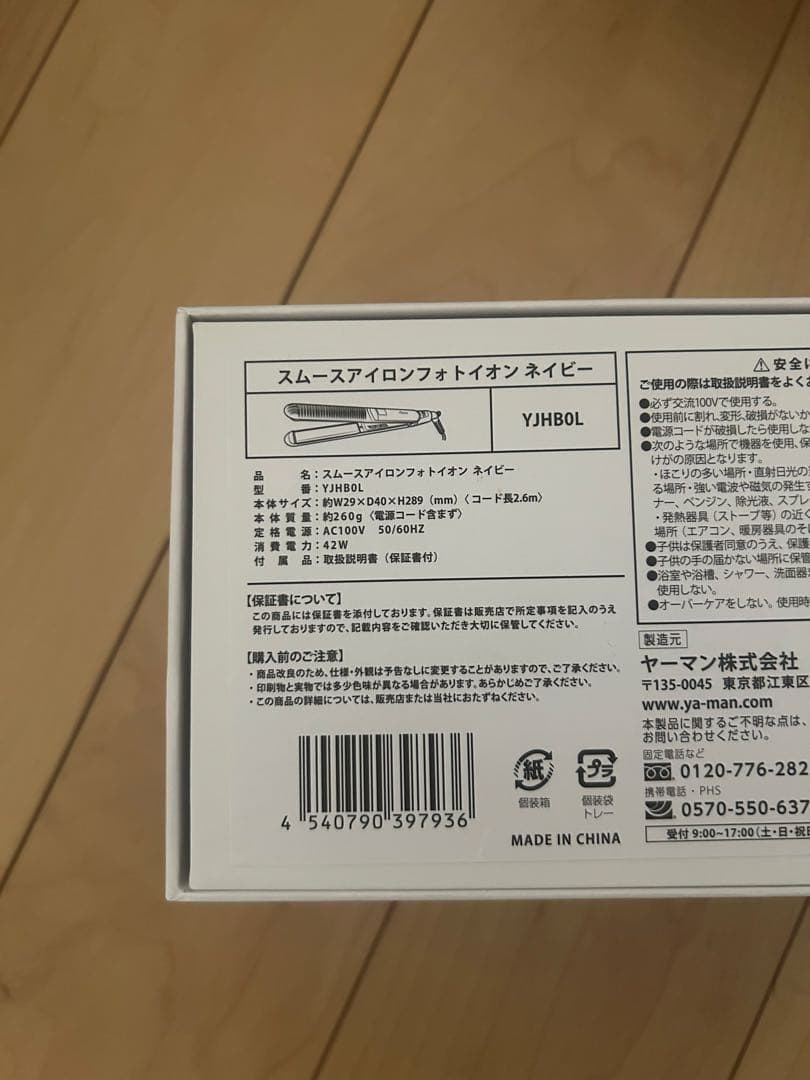 スムースアイロンフォトイオン ネイビー
YJHB0L
品 名:スムースアイロンフォトイオン ネイビー
型 番:YJHB0L
本体サイズ:約W29×D40×H289(mm)〈コード長2.6m〉
本体質量:約260g〈電源コード含まず〉
定格電源:AC100V 50/60HZ
消費電力:42W
付属品:取扱説明書(保証書付)
【保証書について】
この商品には保証書を添付しております。保証書は販売店で所定事項を記入のうえ
発行しておりますので、記載内容をご確認いただき大切に保管してください。
【購入前のご注意】
・商品改良のため、仕様・外観は予告なしに変更することがありますので、ご了承ください。
・印刷物と実物では多少色味が異なる場合があります。あらかじめご了承ください。
・この商品の詳細については、販売店または当社におたずねください。
4 540790 397936
紙
個装箱
プラ
個装袋
トレー
MADE IN CHINA
安全に
ご使用の際は取扱説明書をよくお
●必ず交流100Vで使用する。
●使用前に割れ、変形、破損がないか
●電源コードが破損したら使用しな
●次のような場所で機器を使用、保
けがの原因となります。
・ほこりの多い場所・直射日光の
る場所・強い電波や磁気の発生す
ナー、ベンジン、除光液、スプレ
・発熱器具(ストーブ等)の近く
場所(エアコン、暖房器具のそ
●子供は保護者同意のうえ、保護
●子供の手の届かない場所に保管
●浴室や浴槽、シャワー、洗面器
使用しない。
●オーバーケアをしない。使用時
製造元
ヤーマン株式会社
〒135-0045 東京都江東区
www.ya-man.com
本製品に関するご不明な点は、
お問い合わせください。
固定電話など
0120-776-282
携帯電話・PHS
0570-550-637
受付 9:00~17:00(土・日・祝日